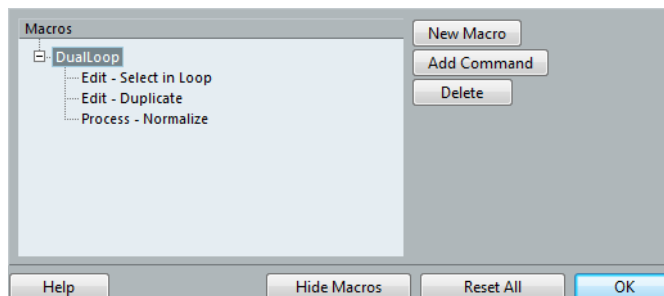 Macros
DualLoop
Edit - Select in Loop
Edit - Duplicate
Process - Normalize
New Macro
Add Command
Delete
Help
Hide Macros
Reset All
OK